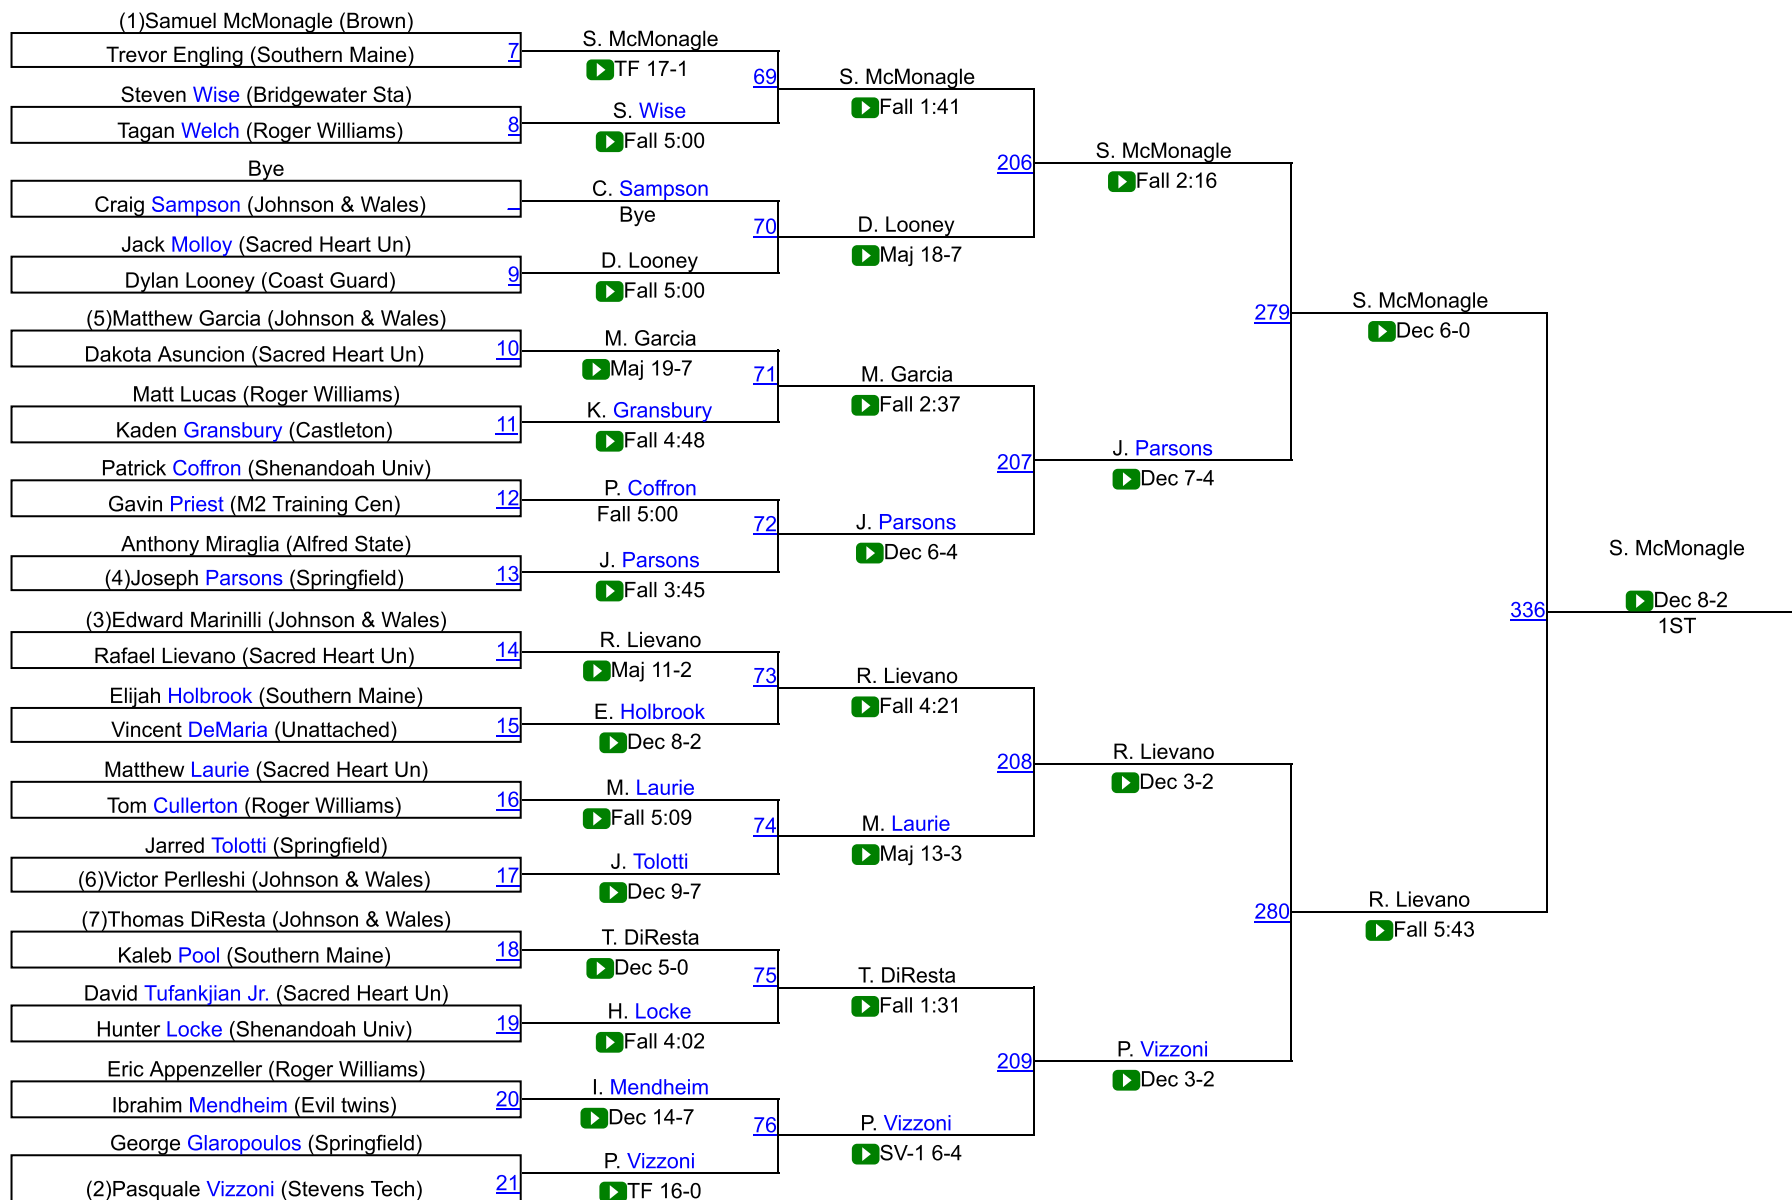 (1)Samuel McMonagle (Brown)
Trevor Engling (Southern Maine)
7
Steven Wise (Bridgewater Sta)
Tagan Welch (Roger Williams)
8
Bye
Craig Sampson (Johnson & Wales)
Jack Molloy (Sacred Heart Un)
Dylan Looney (Coast Guard)
9
(5)Matthew Garcia (Johnson & Wales)
Dakota Asuncion (Sacred Heart Un)
10
Matt Lucas (Roger Williams)
Kaden Gransbury (Castleton)
11
Patrick Coffron (Shenandoah Univ)
Gavin Priest (M2 Training Cen)
12
Anthony Miraglia (Alfred State)
(4)Joseph Parsons (Springfield)
13
(3)Edward Marinilli (Johnson & Wales)
Rafael Lievano (Sacred Heart Un)
14
Elijah Holbrook (Southern Maine)
Vincent DeMaria (Unattached)
15
Matthew Laurie (Sacred Heart Un)
Tom Cullerton (Roger Williams)
16
Jarred Tolotti (Springfield)
(6)Victor Perlleshi (Johnson & Wales)
17
(7)Thomas DiResta (Johnson & Wales)
Kaleb Pool (Southern Maine)
18
David Tufankjian Jr. (Sacred Heart Un)
Hunter Locke (Shenandoah Univ)
19
Eric Appenzeller (Roger Williams)
Ibrahim Mendheim (Evil twins)
20
George Glaropoulos (Springfield)
(2)Pasquale Vizzoni (Stevens Tech)
21
S. McMonagle
TF 17-1
69
S. Wise
Fall 5:00
C. Sampson
Bye
70
D. Looney
Fall 5:00
M. Garcia
Maj 19-7
71
K. Gransbury
Fall 4:48
P. Coffron
Fall 5:00
72
J. Parsons
Fall 3:45
R. Lievano
Maj 11-2
73
E. Holbrook
Dec 8-2
M. Laurie
Fall 5:09
74
J. Tolotti
Dec 9-7
T. DiResta
Dec 5-0
75
H. Locke
Fall 4:02
I. Mendheim
Dec 14-7
76
P. Vizzoni
TF 16-0
S. McMonagle
Fall 1:41
206
D. Looney
Maj 18-7
M. Garcia
Fall 2:37
207
J. Parsons
Dec 6-4
R. Lievano
Fall 4:21
208
M. Laurie
Maj 13-3
T. DiResta
Fall 1:31
209
P. Vizzoni
SV-1 6-4
S. McMonagle
Fall 2:16
279
J. Parsons
Dec 7-4
R. Lievano
Dec 3-2
280
P. Vizzoni
Dec 3-2
S. McMonagle
Dec 6-0
336
R. Lievano
Fall 5:43
S. McMonagle
Dec 8-2
1ST